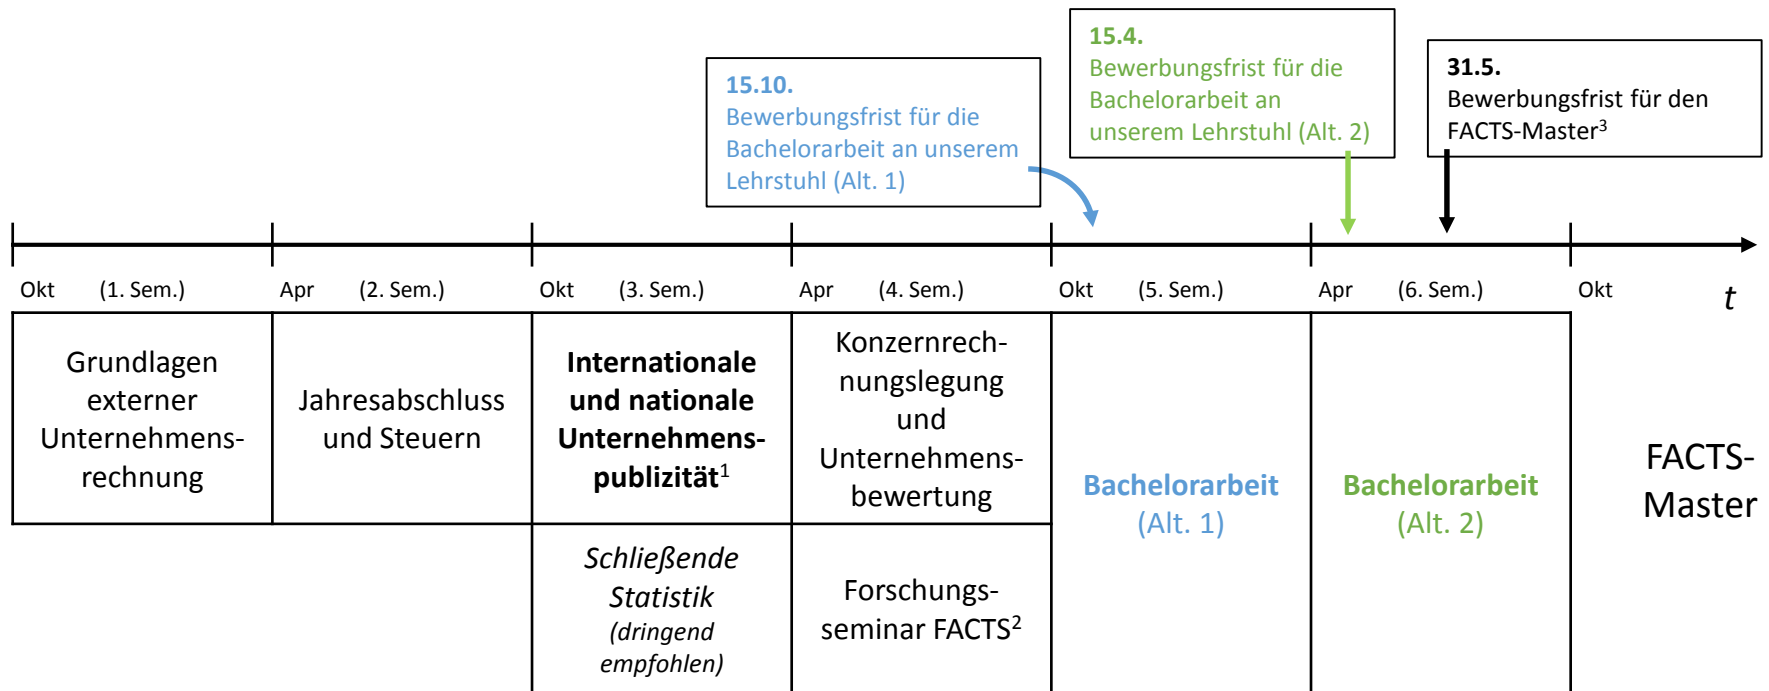 15.10.
Bewerbungsfrist für die
Bachelorarbeit an unserem
Lehrstuhl (Alt. 1)
15.4.
Bewerbungsfrist für die
Bachelorarbeit an
unserem Lehrstuhl (Alt. 2)
31.5.
Bewerbungsfrist für den
FACTS-Master³
Okt (1. Sem.) Apr (2. Sem.) Okt (3. Sem.) Apr (4. Sem.) Okt (5. Sem.) Apr (6. Sem.) Okt t
Grundlagen
externer
Unternehmens-
rechnung
Jahresabschluss
und Steuern
Internationale
und nationale
Unternehmens-
publizität¹
Konzernrech-
nungslegung
und
Unternehmens-
bewertung
Schließende
Statistik
(dringend
empfohlen)
Forschungs-
seminar FACTS²
Bachelorarbeit
(Alt. 1)
Bachelorarbeit
(Alt. 2)
FACTS-
Master